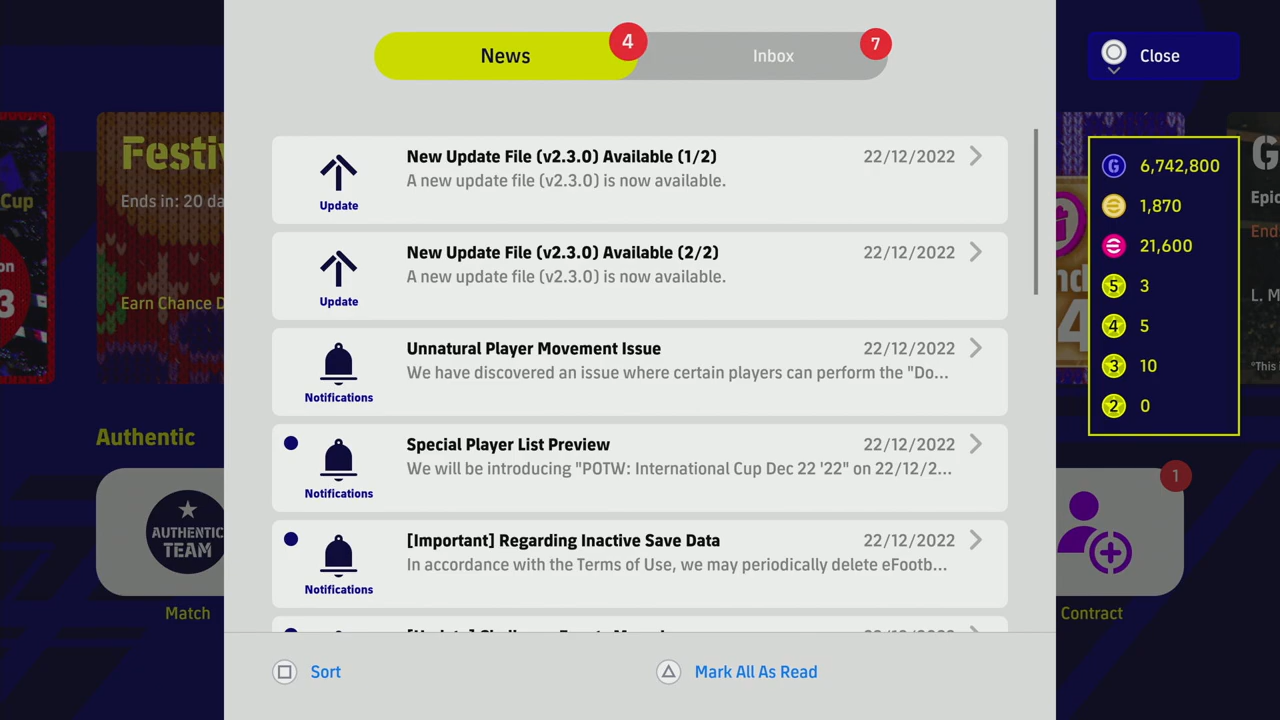 News
4
Inbox
7
Close
New Update File (v2.3.0) Available (1/2)
22/12/2022
A new update file (v2.3.0) is now available.
Update
New Update File (v2.3.0) Available (2/2)
22/12/2022
A new update file (v2.3.0) is now available.
Update
Unnatural Player Movement Issue
22/12/2022
We have discovered an issue where certain players can perform the "Do...
Notifications
Special Player List Preview
22/12/2022
We will be introducing "POTW: International Cup Dec 22 '22" on 22/12/2...
Notifications
[Important] Regarding Inactive Save Data
22/12/2022
In accordance with the Terms of Use, we may periodically delete eFootb...
Notifications
Sort
Mark All As Read
G 6,742,800
1,870
21,600
5 3
4 5
3 10
2 0
Cup
on
3
Festi
Ends in: 20 da
Earn Chance D
Authentic
AUTHENTIC
TEAM
Match
nd
4
G
Epic
End
L. M
*This i
1
Contract